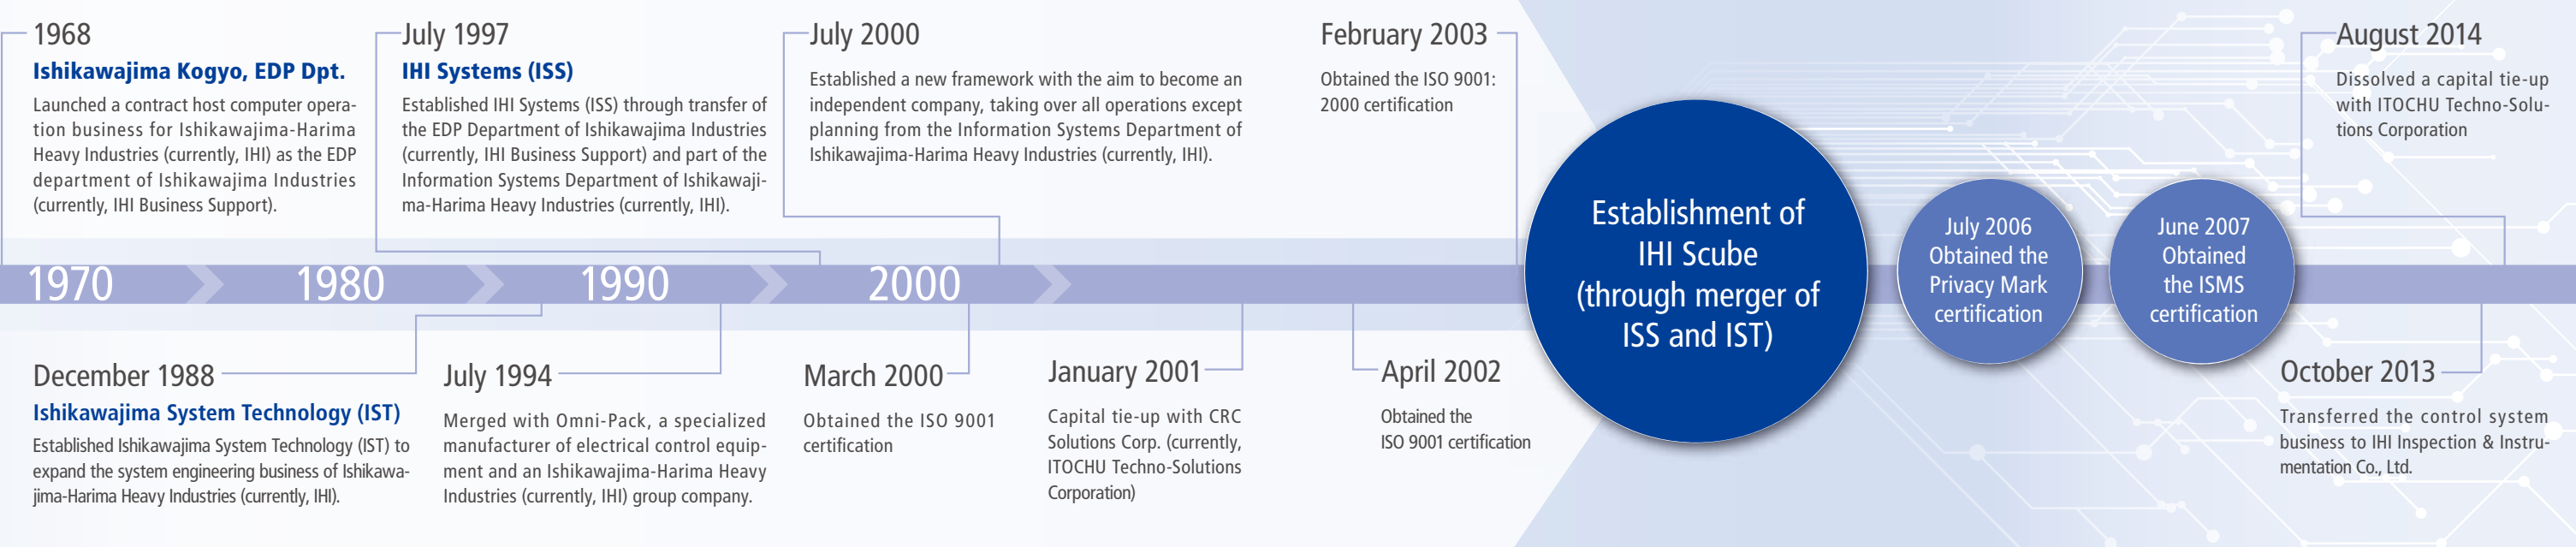 1968
Ishikawajima Kogyo, EDP Dpt.
Launched a contract host computer opera-
tion business for Ishikawajima-Harima
Heavy Industries (currently, IHI) as the EDP
department of Ishikawajima Industries
(currently, IHI Business Support).
July 1997
IHI Systems (ISS)
Established IHI Systems (ISS) through transfer of
the EDP Department of Ishikawajima Industries
(currently, IHI Business Support) and part of the
Information Systems Department of Ishikawaji-
ma-Harima Heavy Industries (currently, IHI).
July 2000
Established a new framework with the aim to become an
independent company, taking over all operations except
planning from the Information Systems Department of
Ishikawajima-Harima Heavy Industries (currently, IHI).
February 2003
Obtained the ISO 9001:
2000 certification
August 2014
Dissolved a capital tie-up
with ITOCHU Techno-Solu-
tions Corporation
1970
1980
1990
2000
Establishment of
IHI Scube
(through merger of
ISS and IST)
July 2006
Obtained the
Privacy Mark
certification
June 2007
Obtained
the ISMS
certification
December 1988
Ishikawajima System Technology (IST)
Established Ishikawajima System Technology (IST) to
expand the system engineering business of Ishikawa-
jima-Harima Heavy Industries (currently, IHI).
July 1994
Merged with Omni-Pack, a specialized
manufacturer of electrical control equip-
ment and an Ishikawajima-Harima Heavy
Industries (currently, IHI) group company.
March 2000
Obtained the ISO 9001
certification
January 2001
Capital tie-up with CRC
Solutions Corp. (currently,
ITOCHU Techno-Solutions
Corporation)
April 2002
Obtained the
ISO 9001 certification
October 2013
Transferred the control system
business to IHI Inspection & Instru-
mentation Co., Ltd.